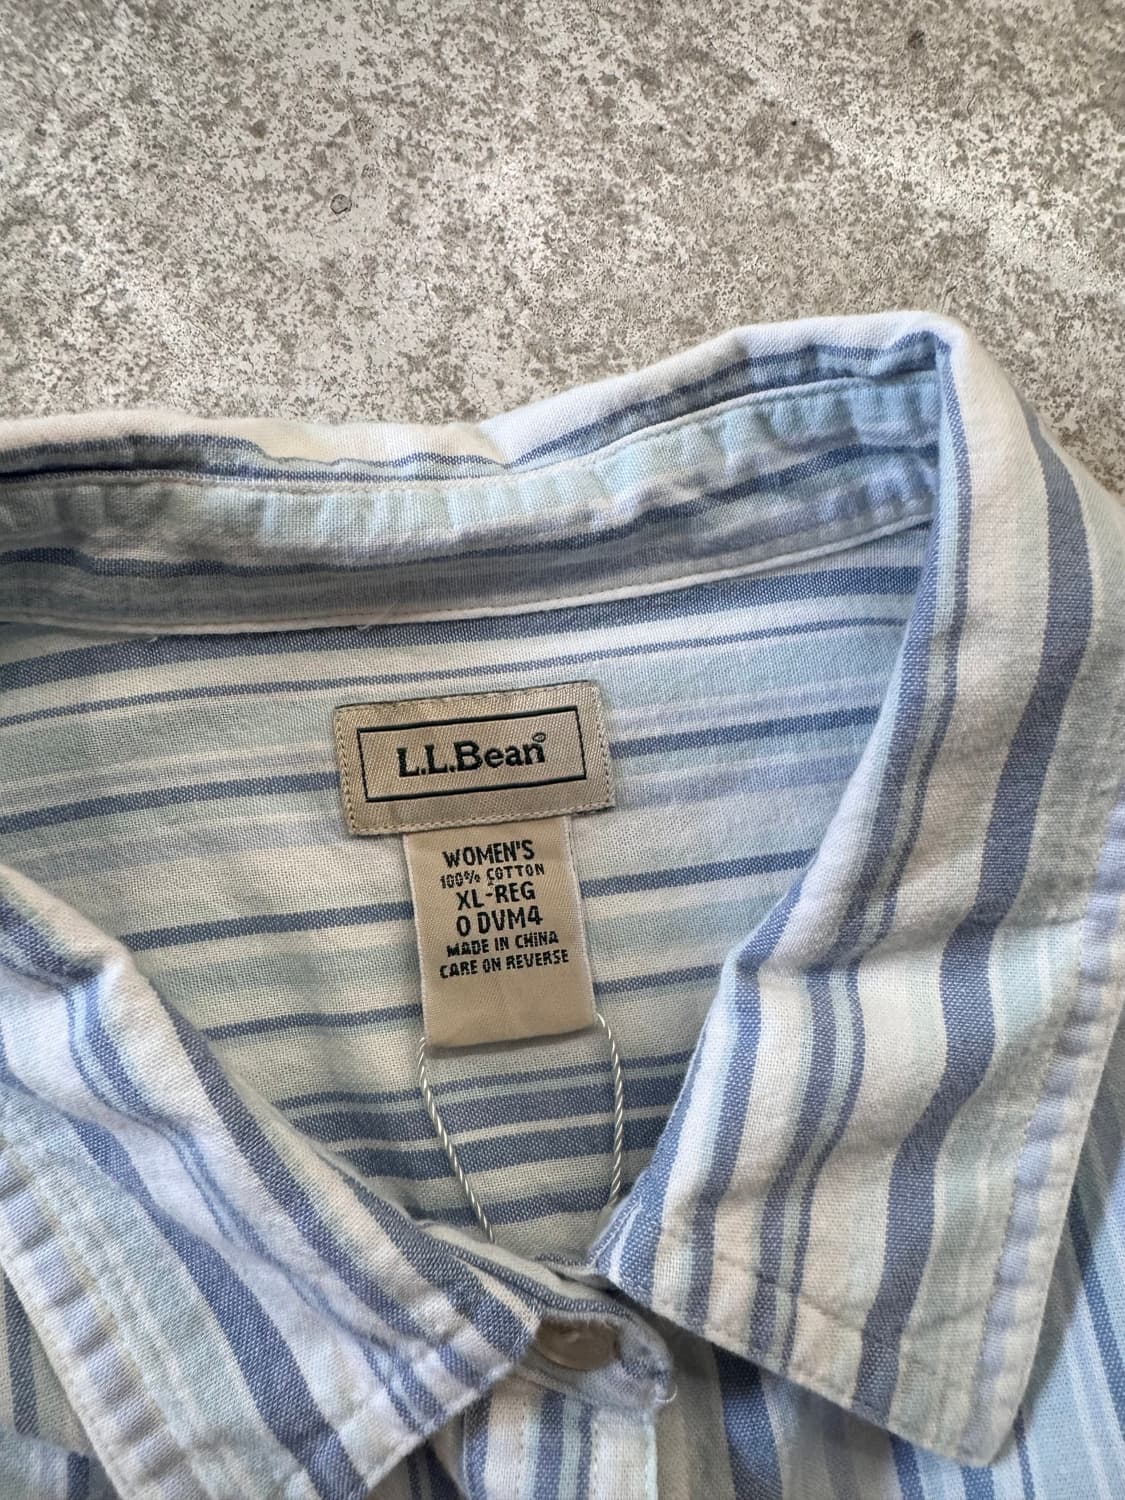 L.L.Bean®
WOMEN'S
100% COTTON
XL-REG
0 DVM4
MADE IN CHINA
CARE ON REVERSE